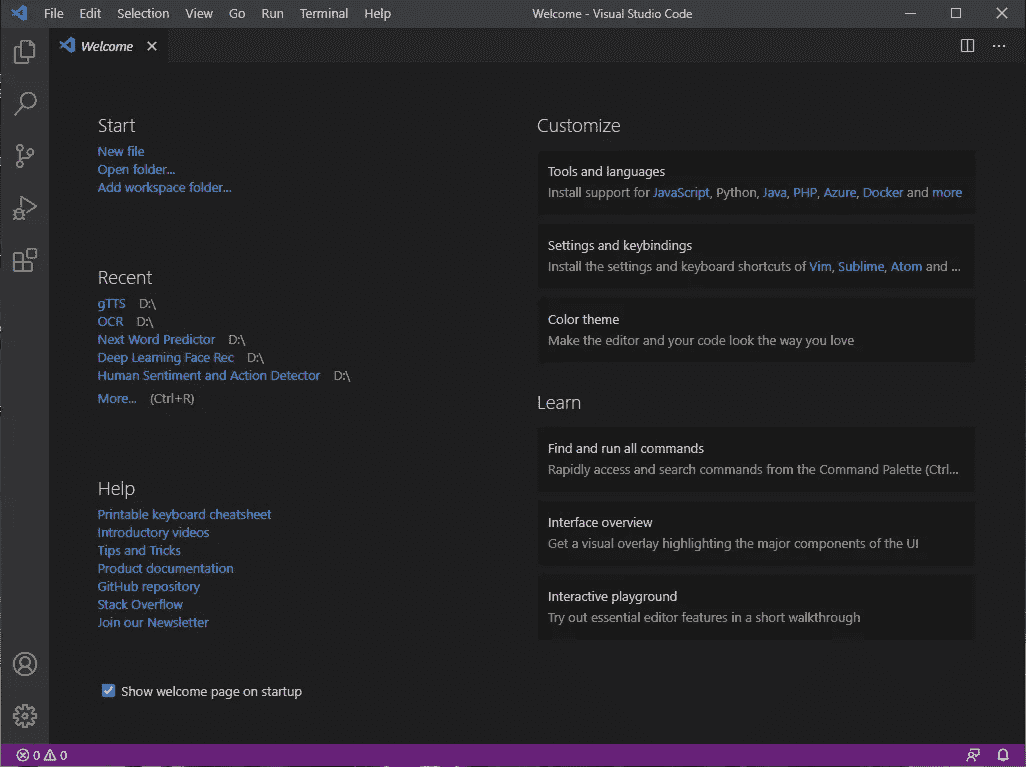 File Edit Selection View Go Run Terminal Help Welcome - Visual Studio Code
Welcome
Start
New file
Open folder...
Add workspace folder...
Recent
gTTS D:\
OCR D:\
Next Word Predictor D:\
Deep Learning Face Rec D:\
Human Sentiment and Action Detector D:\
More... (Ctrl+R)
Help
Printable keyboard cheatsheet
Introductory videos
Tips and Tricks
Product documentation
GitHub repository
Stack Overflow
Join our Newsletter
Show welcome page on startup
Customize
Tools and languages
Install support for JavaScript, Python, Java, PHP, Azure, Docker and more
Settings and keybindings
Install the settings and keyboard shortcuts of Vim, Sublime, Atom and ...
Color theme
Make the editor and your code look the way you love
Learn
Find and run all commands
Rapidly access and search commands from the Command Palette (Ctrl...
Interface overview
Get a visual overlay highlighting the major components of the UI
Interactive playground
Try out essential editor features in a short walkthrough
0 0